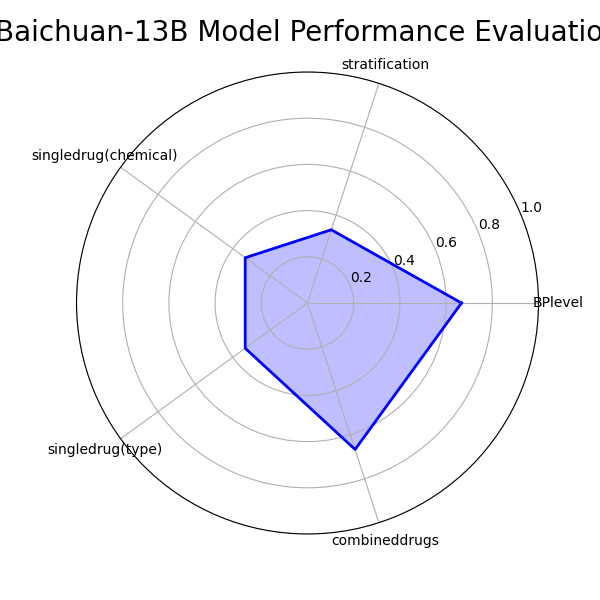 Baichuan-13B Model Performance Evaluatio
stratification
singledrug(chemical)
1.0
0.8
0.6
0.4
0.2
BPlevel
singledrug(type)
combineddrugs